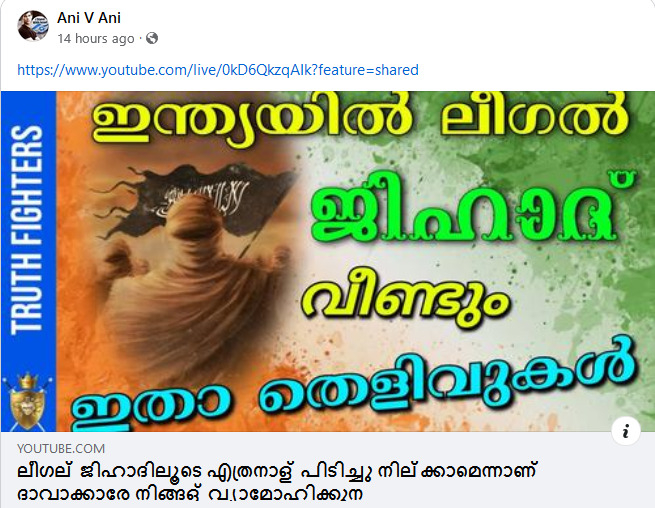 Ani V Ani
14 hours ago
https://www.youtube.com/live/0kD6QkzqAIk?feature=shared
TRUTH FIGHTERS
ഇന്ത്യയിൽ ലീഗൽ
ജിഹാദ്
വീണ്ടും
ഇതാ തെളിവുകൾ
YOUTUBE.COM
ലീഗല് ജിഹാദിലൂടെ എത്രനാള് പിടിച്ചു നില്ക്കാമെന്നാണ്
ദാവാക്കാരേ നിങ്ങള് വ്യാമോഹിക്കുന